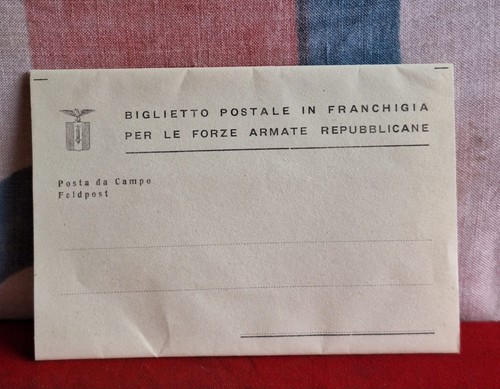 BIGLIETTO POSTALE IN FRANCHIGIA
PER LE FORZE ARMATE REPUBBLICANE
Posta da Campo
Feldpost